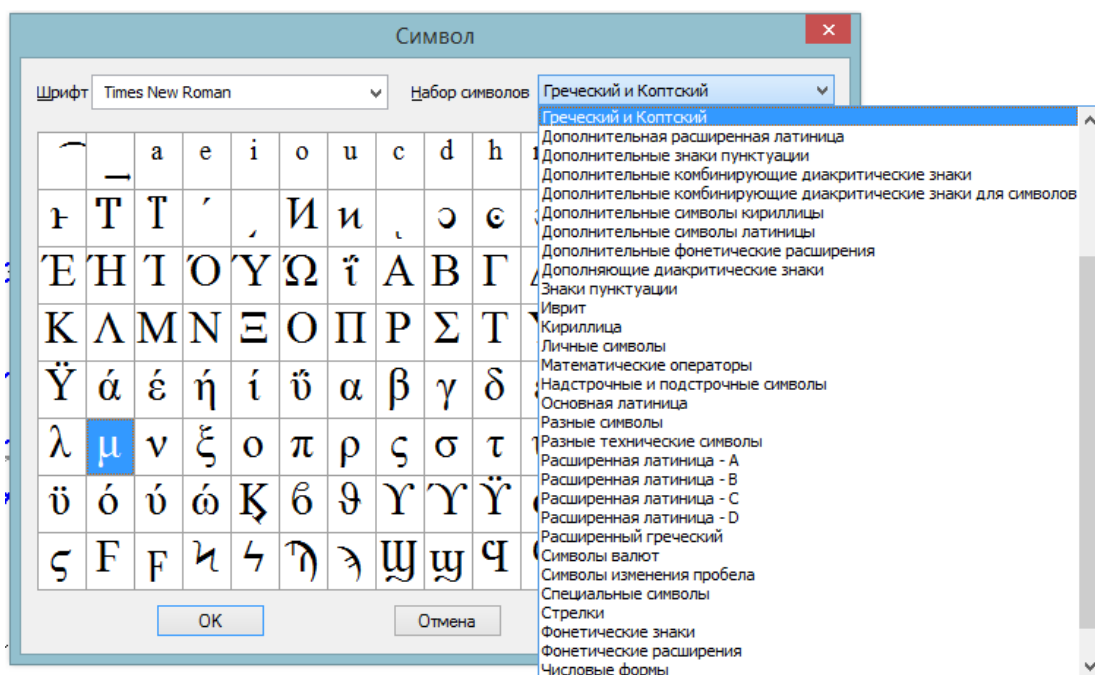 Символ
Шрифт Times New Roman Набор символов Греческий и Коптский
Греческий и Коптский
Дополнительная расширенная латиница
Дополнительные знаки пунктуации
Дополнительные комбинирующие диакритические знаки
Дополнительные комбинирующие диакритические знаки для символов
Дополнительные символы кириллицы
Дополнительные символы латиницы
Дополнительные фонетические расширения
Дополняющие диакритические знаки
Знаки пунктуации
Иврит
Кириллица
Личные символы
Математические операторы
Надстрочные и подстрочные символы
Основная латиница
Разные символы
Разные технические символы
Расширенная латиница - A
Расширенная латиница - B
Расширенная латиница - C
Расширенная латиница - D
Расширенный греческий
Символы валют
Символы изменения пробела
Специальные символы
Стрелки
Фонетические знаки
Фонетические расширения
Числовые формы
a e i o u c d h
Ͱ Τ Ͳ ʹ ͵ Ͷ ͷ ͺ ͻ ͼ
Έ Ή Ί Ό Ύ Ώ ΐ Α Β Γ
Κ Λ Μ Ν Ξ Ο Π Ρ Σ Τ
Ϋ ά έ ή ί ΰ α β γ δ
λ μ ν ξ ο π ρ ς σ τ
ϋ ό ύ ώ Ϗ ϐ ϑ ϒ ϓ ϔ
ϛ Ϝ ϝ Ϟ ϟ Ϡ ϡ Ϣ ϣ Ϥ
OK Отмена